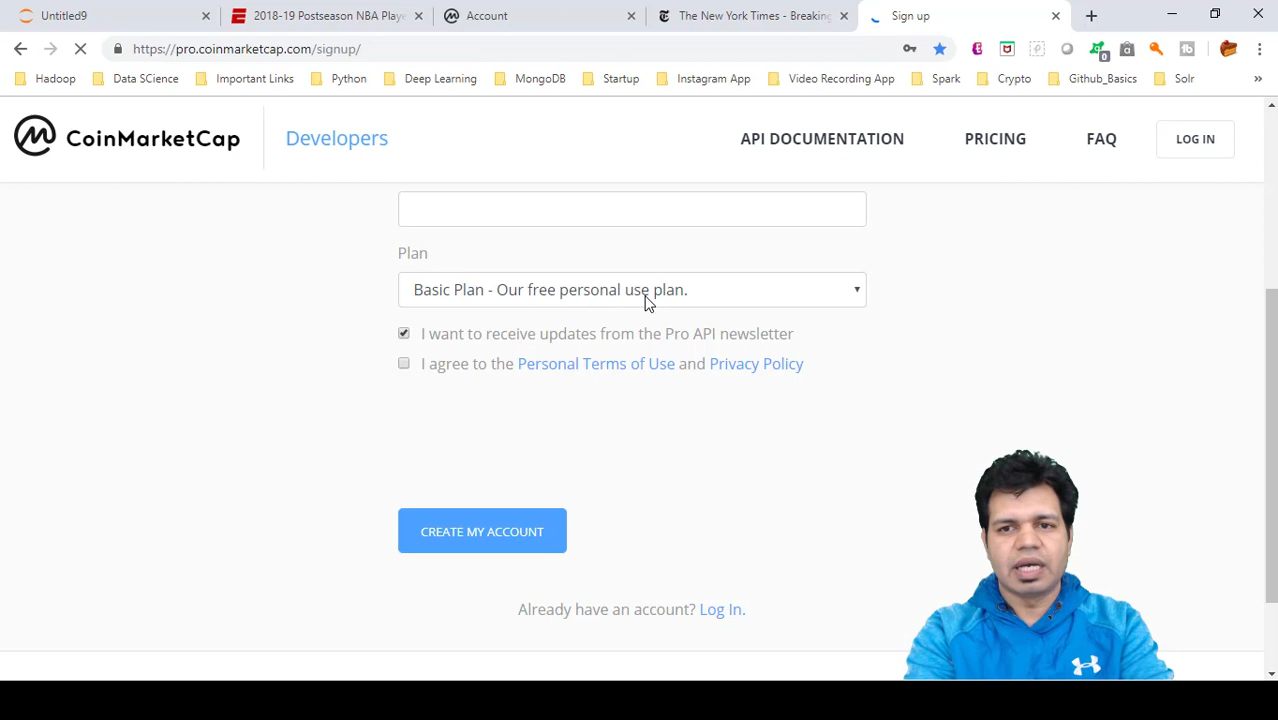 Untitled9
2018-19 Postseason NBA Playe
Account
The New York Times - Breaking
Sign up
https://pro.coinmarketcap.com/signup/
0
Hadoop
Data SCience
Important Links
Python
Deep Learning
MongoDB
Startup
Instagram App
Video Recording App
Spark
Crypto
Github_Basics
Solr
CoinMarketCap
Developers
API DOCUMENTATION
PRICING
FAQ
LOG IN
Plan
Basic Plan - Our free personal use plan.
I want to receive updates from the Pro API newsletter
I agree to the Personal Terms of Use and Privacy Policy
CREATE MY ACCOUNT
Already have an account? Log In.